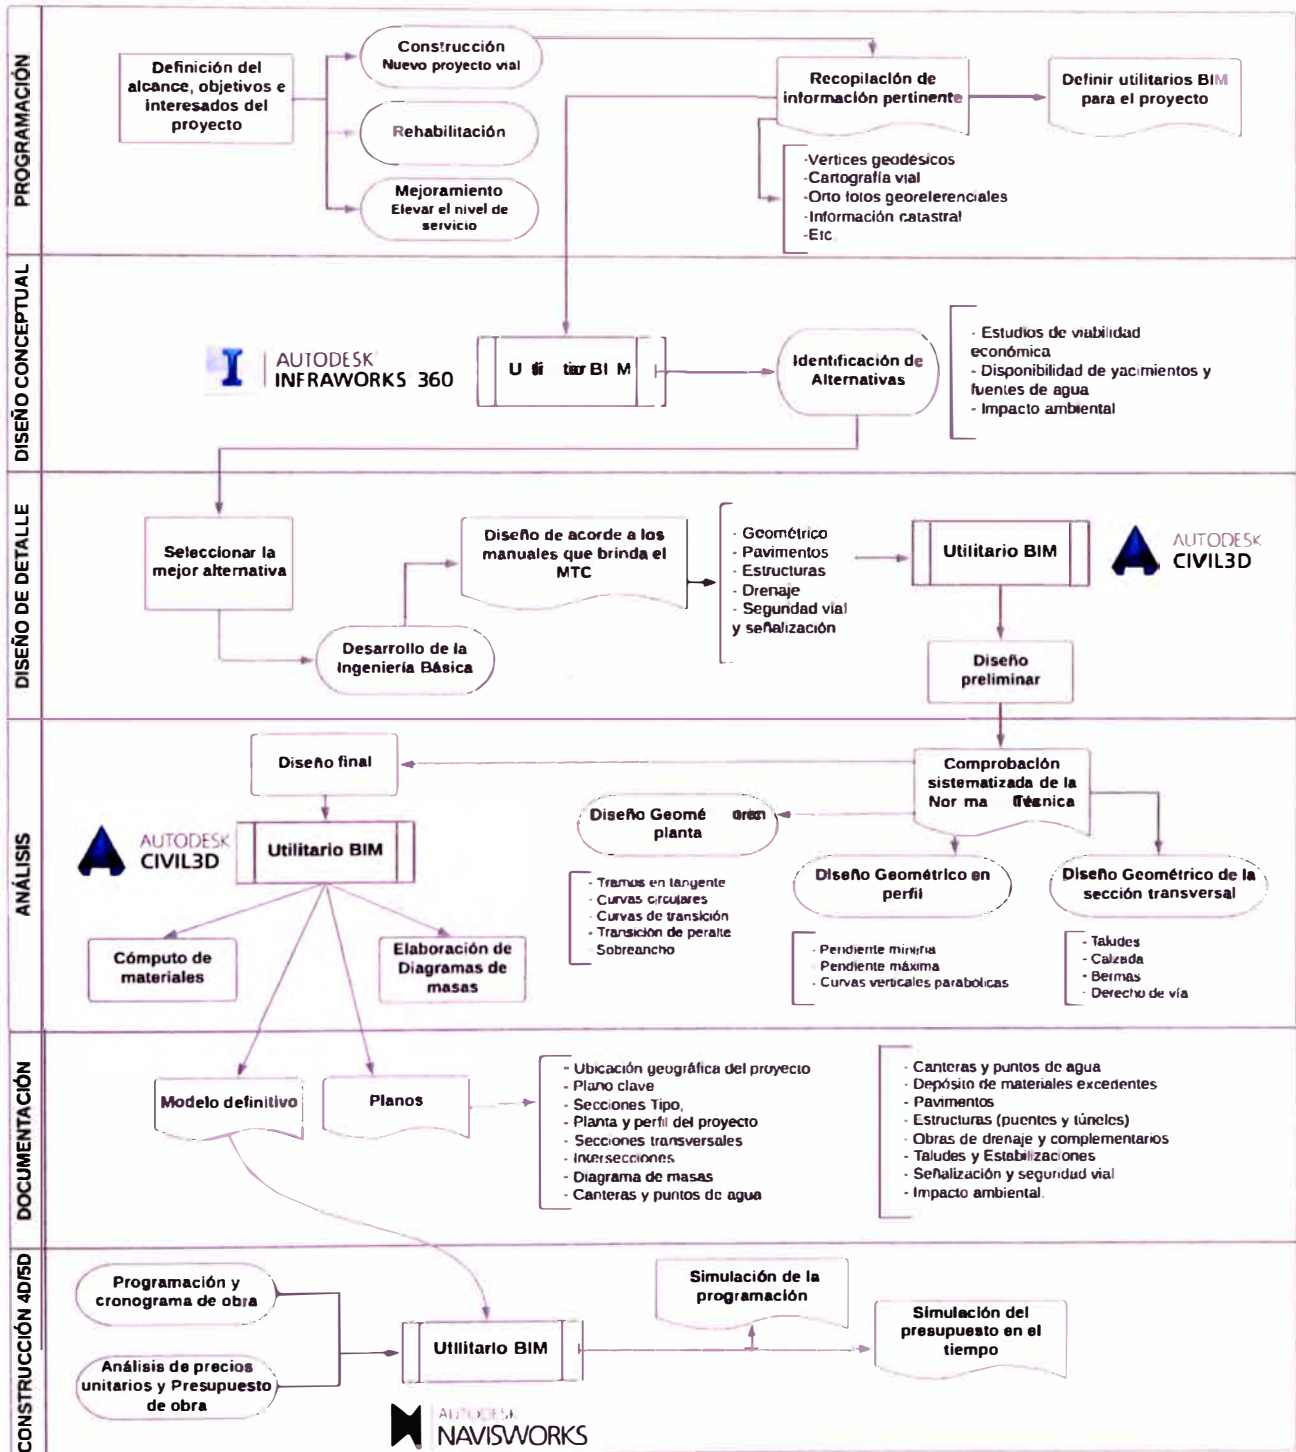 PROGRAMACIÓN
Definición del
alcance, objetivos e
interesados del
proyecto
Construcción
Nuevo proyecto vial
Rehabilitación
Mejoramiento
Elevar el nivel de
servicio
Recopilación de
información pertinente
Definir utilitarios BIM
para el proyecto
-Vértices geodésicos
-Cartografía vial
-Orto fotos georeferenciales
-Información catastral
-Etc.
DISEÑO CONCEPTUAL
AUTODESK
INFRAWORKS 360
BIM
Identificación de
Alternativas
- Estudios de viabilidad
económica
- Disponibilidad de yacimientos y
fuentes de agua
- Impacto ambiental
DISEÑO DE DETALLE
Seleccionar la
mejor alternativa
Desarrollo de la
Ingeniería Básica
Diseño de acorde a los
manuales que brinda el
MTC
- Geométrico
- Pavimentos
- Estructuras
- Drenaje
- Seguridad vial
y señalización
Utilitario BIM
AUTODESK
CIVIL3D
Diseño
preliminar
ANÁLISIS
Diseño final
AUTODESK
CIVIL3D
Utilitario BIM
Cómputo de
materiales
Elaboración de
Diagramas de
masas
Comprobación
sistematizada de la
Norma Técnica
Diseño
planta
- Tramos en tangente
- Curvas circulares
- Curvas de transición
- Transición de peralte
- Sobreancho
Diseño Geométrico en
perfil
- Pendiente mínima
- Pendiente máxima
- Curvas verticales parabólicas
Diseño Geométrico de la
sección transversal
- Taludes
- Calzada
- Bermas
- Derecho de vía
DOCUMENTACIÓN
Modelo definitivo
Planos
- Ubicación geográfica del proyecto
- Plano clave
- Secciones Tipo,
- Planta y perfil del proyecto
- Secciones transversales
- Intersecciones
- Diagrama de masas
- Canteras y puntos de agua
- Canteras y puntos de agua
- Depósito de materiales excedentes
- Pavimentos
- Estructuras (puentes y túneles)
- Obras de drenaje y complementarios
- Taludes y Estabilizaciones
- Señalización y seguridad vial
- Impacto ambiental.
CONSTRUCCIÓN 4D/5D
Programación y
cronograma de obra
Análisis de precios
unitarios y Presupuesto
de obra
Utilitario BIM
AUTODESK
NAVISWORKS
Simulación de la
programación
Simulación del
presupuesto en el
tiempo